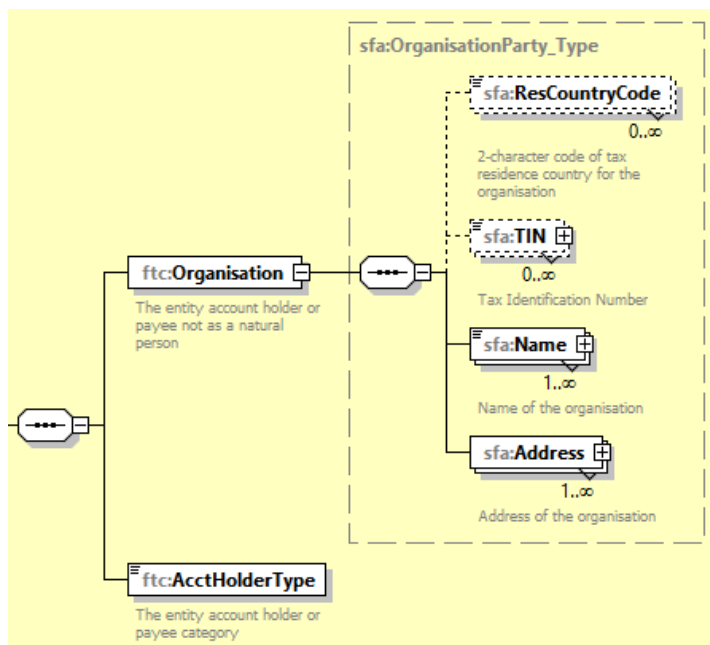 sfa:OrganisationParty_Type
sfa:ResCountryCode
0..∞
2-character code of tax
residence country for the
organisation
sfa:TIN
0..∞
Tax Identification Number
ftc:Organisation
The entity account holder or
payee not as a natural
person
sfa:Name
1..∞
Name of the organisation
sfa:Address
1..∞
Address of the organisation
ftc:AcctHolderType
The entity account holder or
payee category